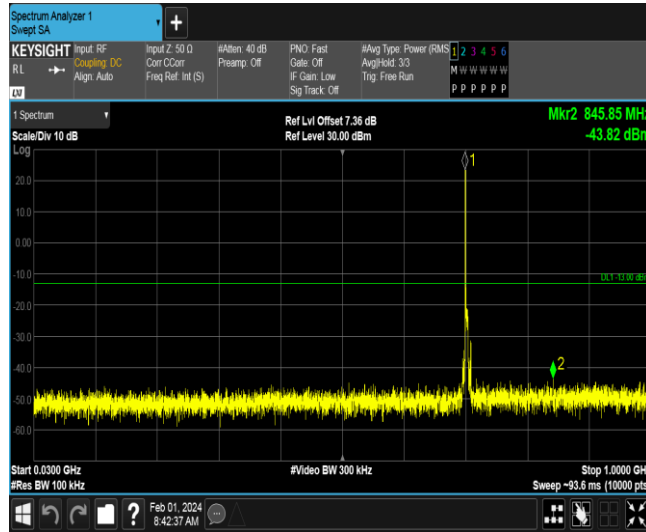 Spectrum Analyzer 1
Swept SA
+
KEYSIGHT
RL
LXI
Input: RF
Coupling: DC
Align: Auto
Input Z: 50 Ω
Corr CCorr
Freq Ref: Int (S)
#Atten: 40 dB
Preamp: Off
PNO: Fast
Gate: Off
IF Gain: Low
Sig Track: Off
#Avg Type: Power (RMS
Avg|Hold: 3/3
Trig: Free Run
1 2 3 4 5 6
M W W W W W
P P P P P P
1 Spectrum
Scale/Div 10 dB
Log
Ref Lvl Offset 7.36 dB
Ref Level 30.00 dBm
Mkr2 845.85 MHz
-43.82 dBm
1
20.0
10.0
0.00
-10.0
DL1 -13.00 dBm
-20.0
-30.0
-40.0
2
-50.0
-60.0
Start 0.0300 GHz
#Video BW 300 kHz
Stop 1.0000 GHz
#Res BW 100 kHz
Sweep ~93.6 ms (10000 pts)
?
Feb 01, 2024
8:42:37 AM